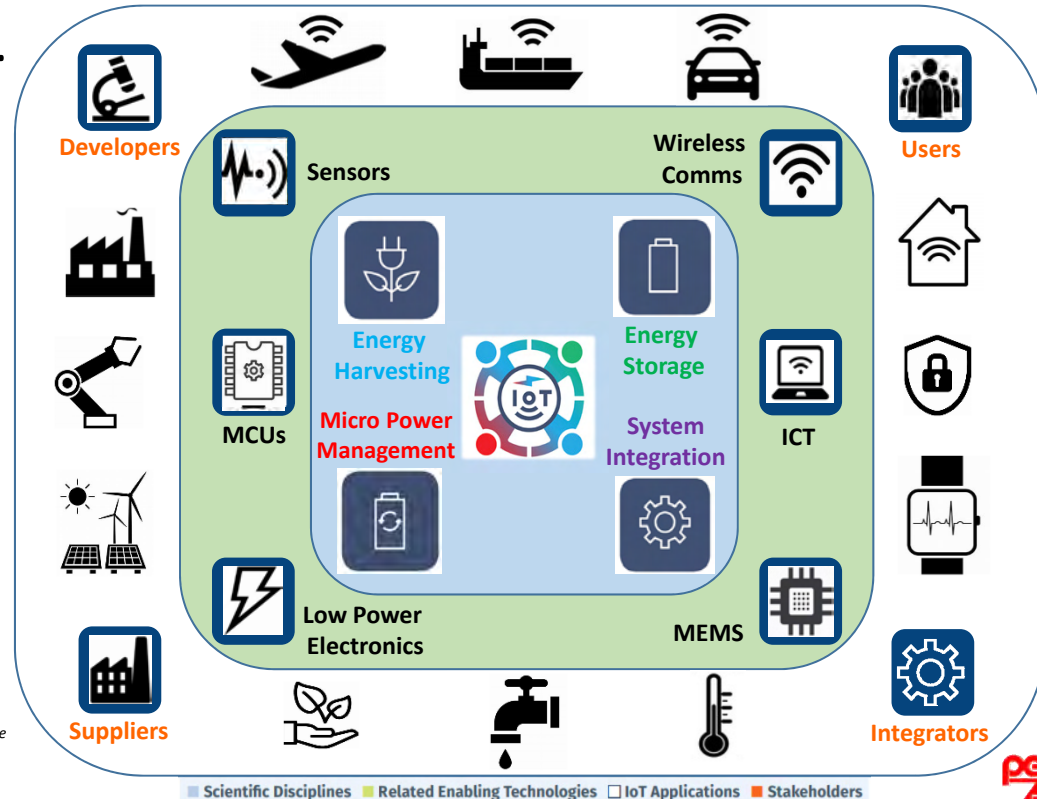 Developers
Users
Sensors
Wireless
Comms
Energy
Harvesting
Energy
Storage
IoT
MCUs
Micro Power
Management
System
Integration
ICT
Low Power
Electronics
MEMS
Suppliers
Integrators
Scientific Disciplines Related Enabling Technologies IoT Applications Stakeholders